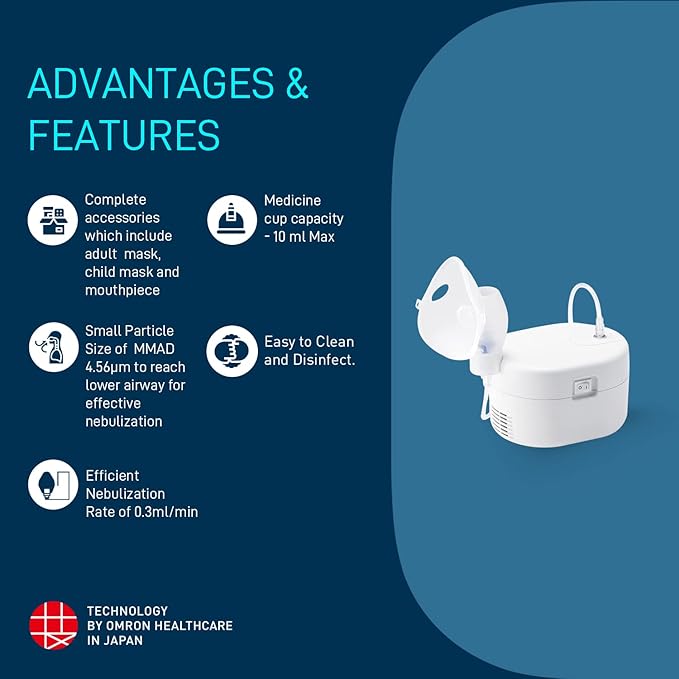 ADVANTAGES &
FEATURES
Complete
accessories
which include
adult mask,
child mask and
mouthpiece
Medicine
cup capacity
- 10 ml Max
Small Particle
Size of MMAD
4.56µm to reach
lower airway for
effective
nebulization
Easy to Clean
and Disinfect.
Efficient
Nebulization
Rate of 0.3ml/min
TECHNOLOGY
BY OMRON HEALTHCARE
IN JAPAN